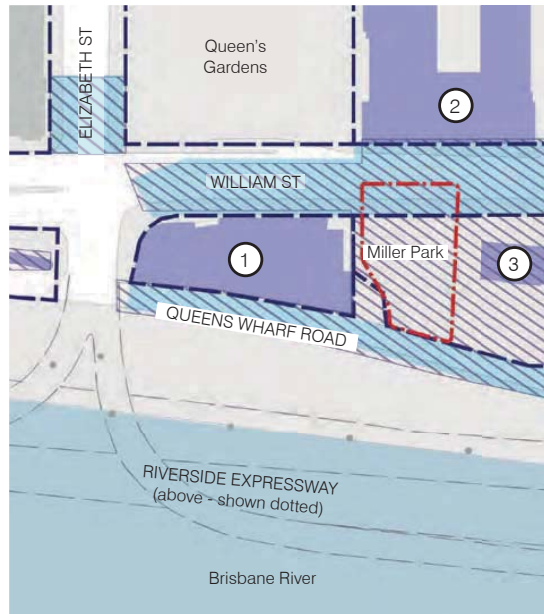 ELIZABETH ST
Queen's
Gardens
2
WILLIAM ST
1
Miller Park
3
QUEENS WHARF ROAD
RIVERSIDE EXPRESSWAY
(above - shown dotted)
Brisbane River